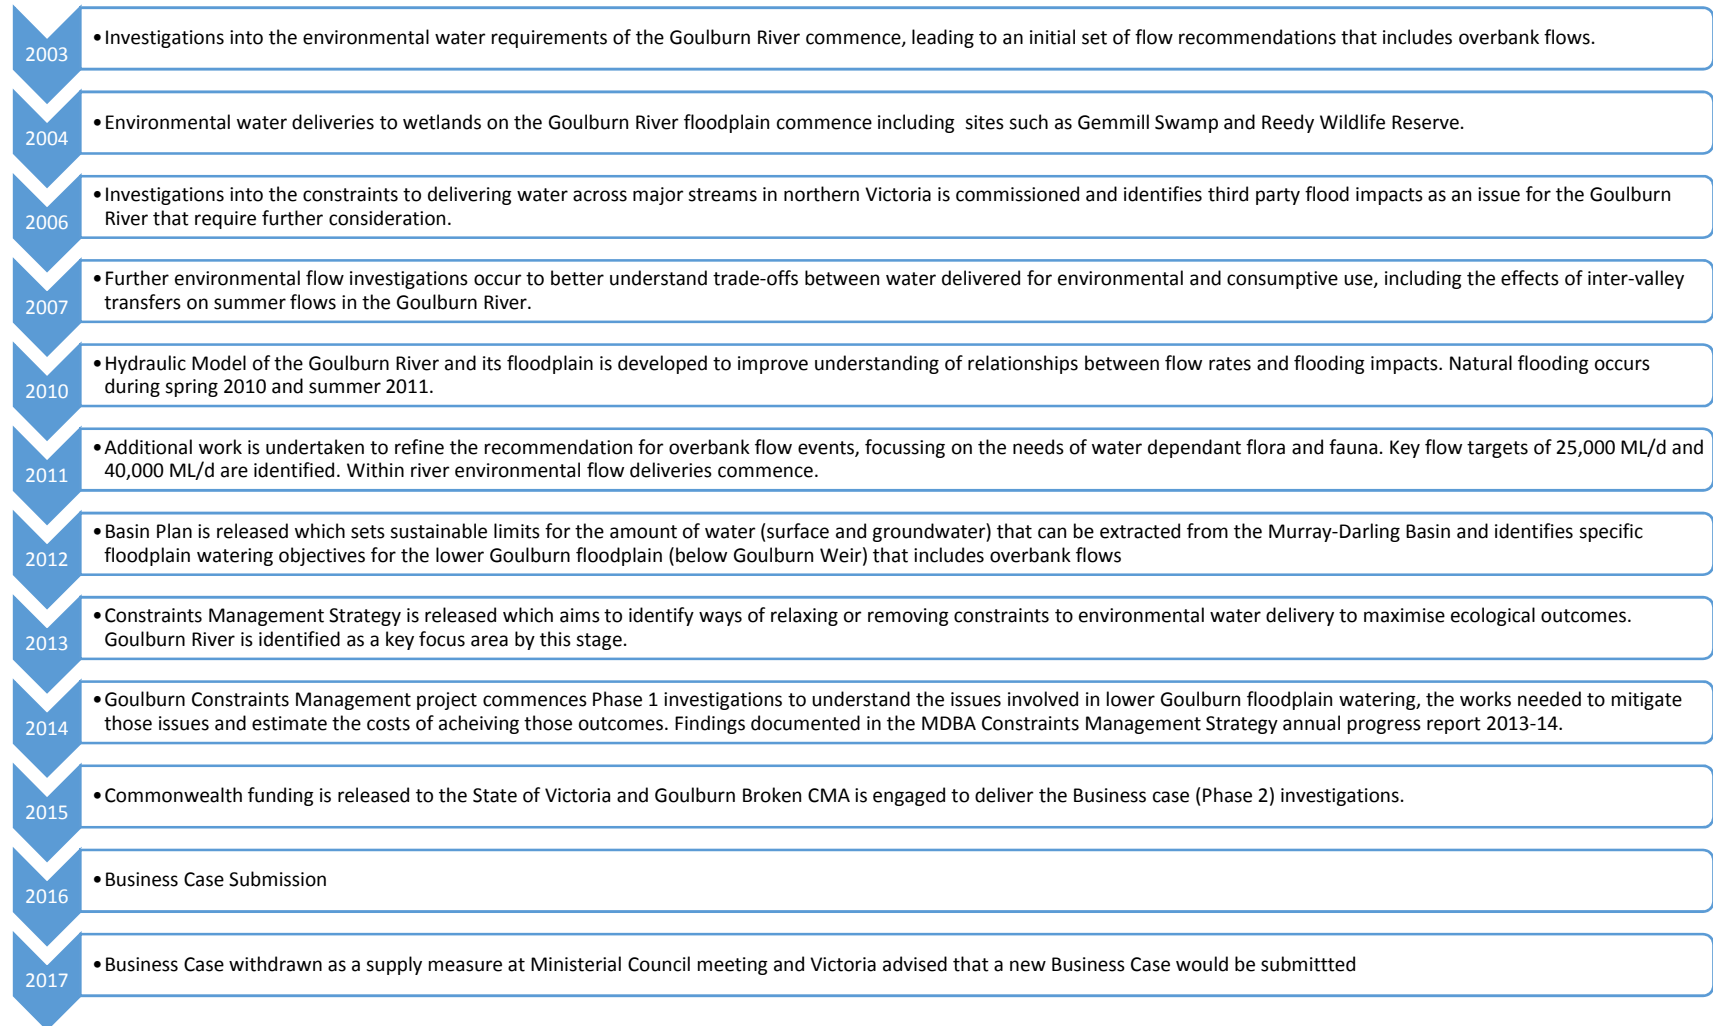 2003
•Investigations into the environmental water requirements of the Goulburn River commence, leading to an initial set of flow recommendations that includes overbank flows.
2004
•Environmental water deliveries to wetlands on the Goulburn River floodplain commence including  sites such as Gemmill Swamp and Reedy Wildlife Reserve.
2006
•Investigations into the constraints to delivering water across major streams in northern Victoria is commissioned and identifies third party flood impacts as an issue for the Goulburn
River that require further consideration.
2007
•Further environmental flow investigations occur to better understand trade-offs between water delivered for environmental and consumptive use, including the effects of inter-valley
transfers on summer flows in the Goulburn River.
2010
•Hydraulic Model of the Goulburn River and its floodplain is developed to improve understanding of relationships between flow rates and flooding impacts. Natural flooding occurs
during spring 2010 and summer 2011.
2011
•Additional work is undertaken to refine the recommendation for overbank flow events, focussing on the needs of water dependant flora and fauna. Key flow targets of 25,000 ML/d and
40,000 ML/d are identified. Within river environmental flow deliveries commence.
2012
•Basin Plan is released which sets sustainable limits for the amount of water (surface and groundwater) that can be extracted from the Murray-Darling Basin and identifies specific
floodplain watering objectives for the lower Goulburn floodplain (below Goulburn Weir) that includes overbank flows
2013
•Constraints Management Strategy is released which aims to identify ways of relaxing or removing constraints to environmental water delivery to maximise ecological outcomes.
Goulburn River is identified as a key focus area by this stage.
2014
•Goulburn Constraints Management project commences Phase 1 investigations to understand the issues involved in lower Goulburn floodplain watering, the works needed to mitigate
those issues and estimate the costs of acheiving those outcomes. Findings documented in the MDBA Constraints Management Strategy annual progress report 2013-14.
2015
•Commonwealth funding is released to the State of Victoria and Goulburn Broken CMA is engaged to deliver the Business case (Phase 2) investigations.
2016
•Business Case Submission
2017
•Business Case withdrawn as a supply measure at Ministerial Council meeting and Victoria advised that a new Business Case would be submittted